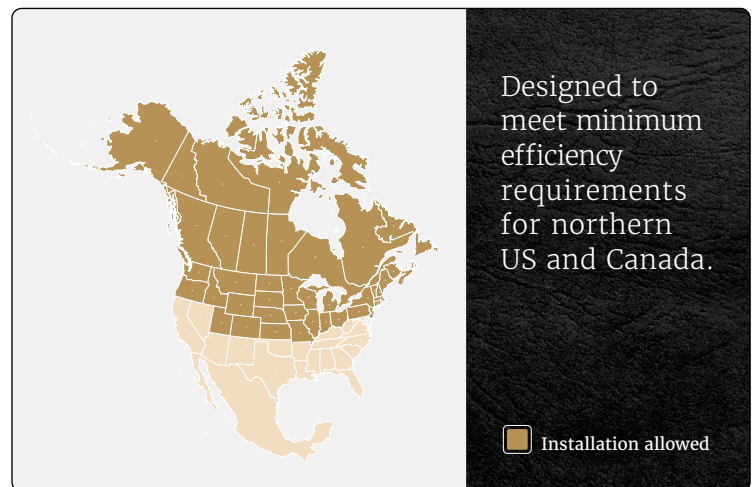 Designed to
meet minimum
efficiency
requirements
for northern
US and Canada.
Installation allowed